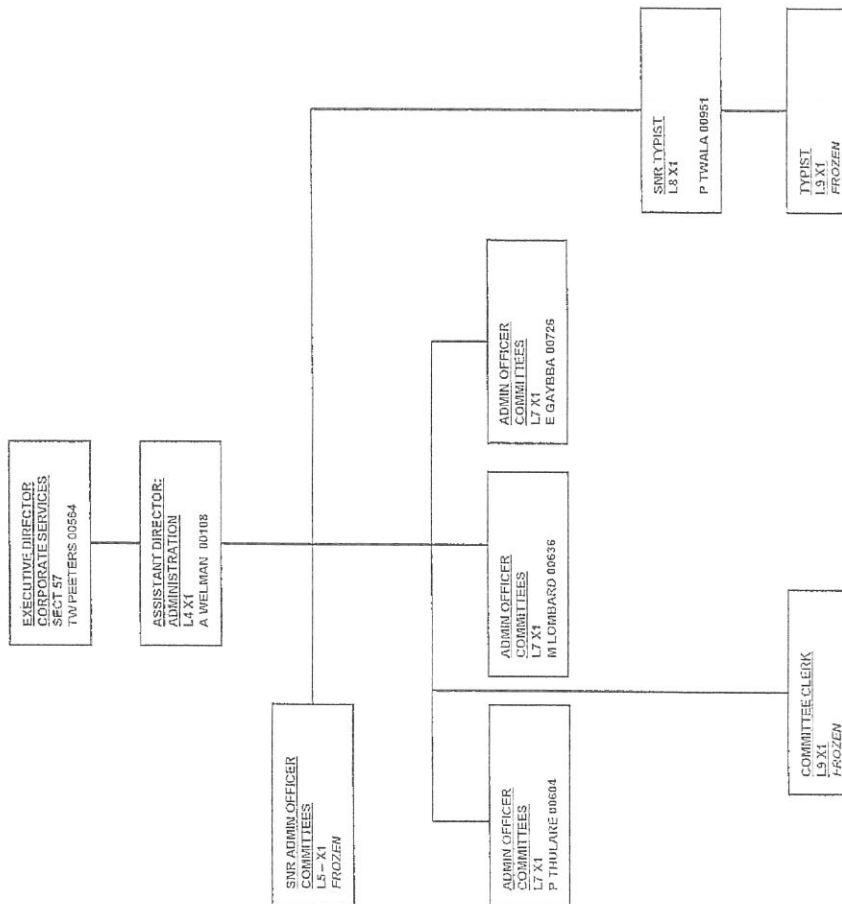 EXECUTIVE DIRECTOR
CORPORATE SERVICES
SECT 57
TW PEETERS 00564
ASSISTANT DIRECTOR:
ADMINISTRATION
L4 X1
A WELMAN 00108
SNR ADMIN OFFICER
COMMITTEES
L5 – X1
FROZEN
ADMIN OFFICER
COMMITTEES
L7 X1
P THULARE 00604
ADMIN OFFICER
COMMITTEES
L7 X1
M LOMBARD 00636
ADMIN OFFICER
COMMITTEES
L7 X1
E GAYBBA 00726
SNR TYPIST
L8 X1
P TWALA 00951
COMMITTEE CLERK
L9 X1
FROZEN
TYPIST
L9 X1
FROZEN